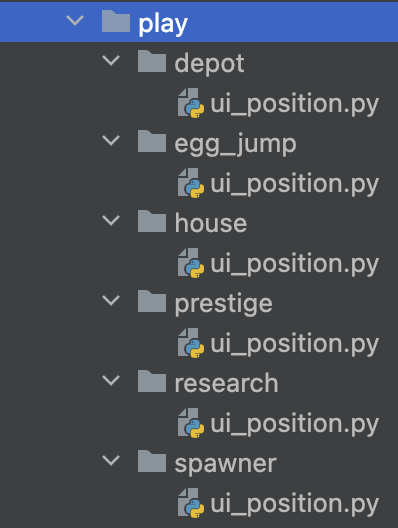 play
depot
ui_position.py
egg_jump
ui_position.py
house
ui_position.py
prestige
ui_position.py
research
ui_position.py
spawner
ui_position.py